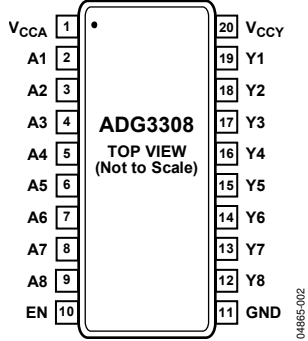 VCCA 1 20 VCCY
A1 2 19 Y1
A2 3 18 Y2
A3 4 ADG3308 17 Y3
A4 5 TOP VIEW 16 Y4
(Not to Scale)
A5 6 15 Y5
A6 7 14 Y6
A7 8 13 Y7
A8 9 12 Y8
EN 10 11 GND
04865-002